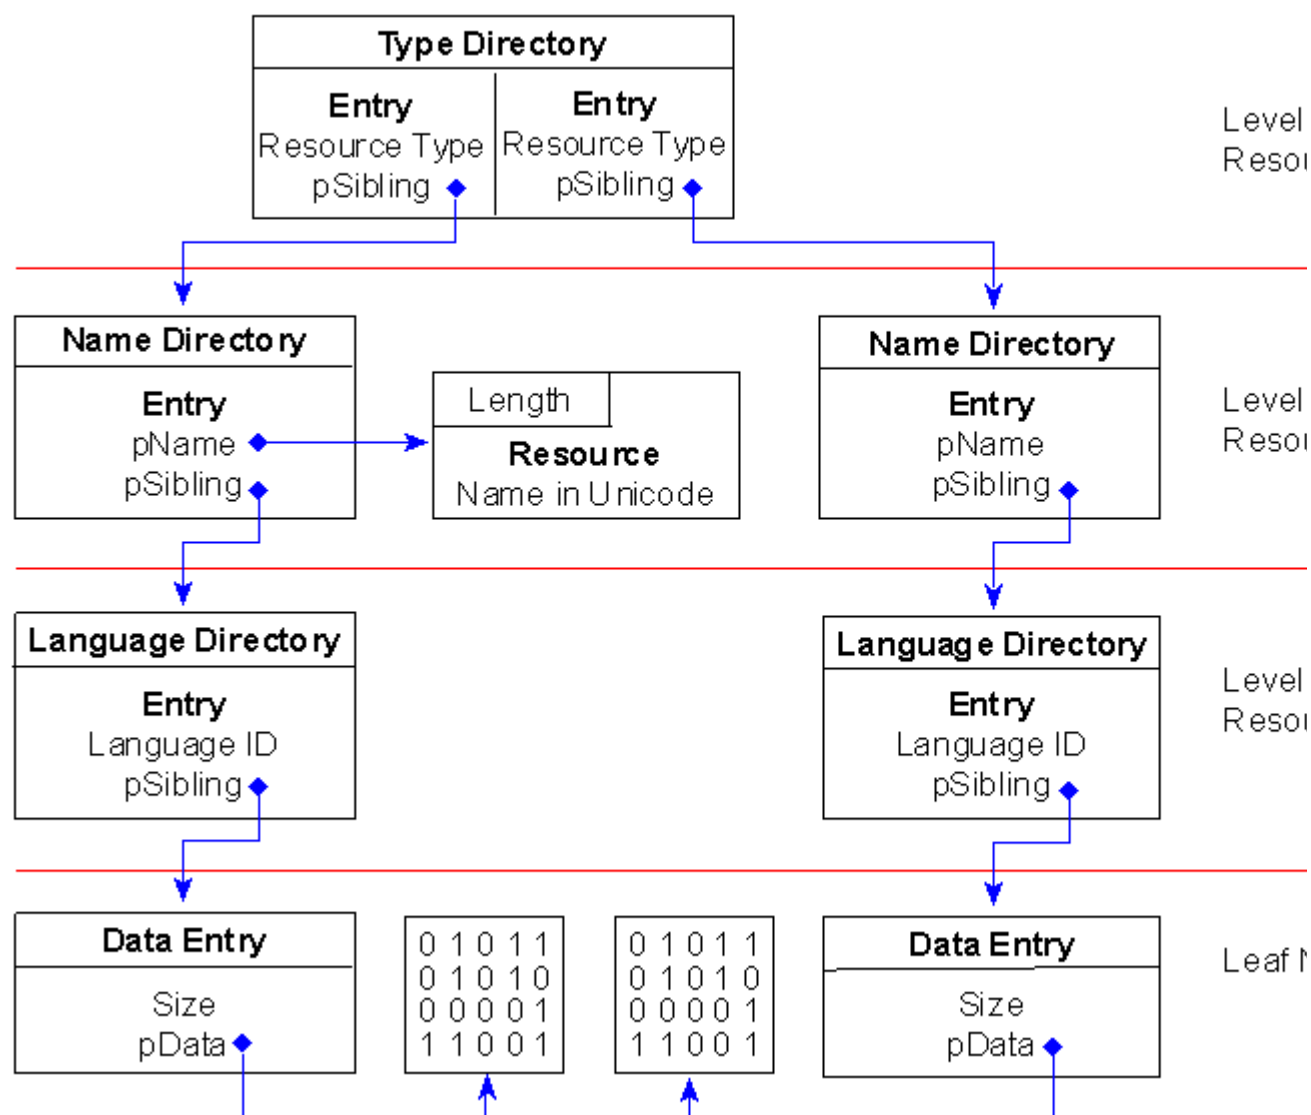 Type Directory
Entry
Resource Type
pSibling
Entry
Resource Type
pSibling
Level
Name Directory
Entry
pName
pSibling
Length
Resource
Name in Unicode
Name Directory
Entry
pName
pSibling
Level
Language Directory
Entry
Language ID
pSibling
Language Directory
Entry
Language ID
pSibling
Level
Data Entry
Size
pData
0 1 0 1 1
0 1 0 1 0
0 0 0 0 1
1 1 0 0 1
0 1 0 1 1
0 1 0 1 0
0 0 0 0 1
1 1 0 0 1
Data Entry
Size
pData
Leaf